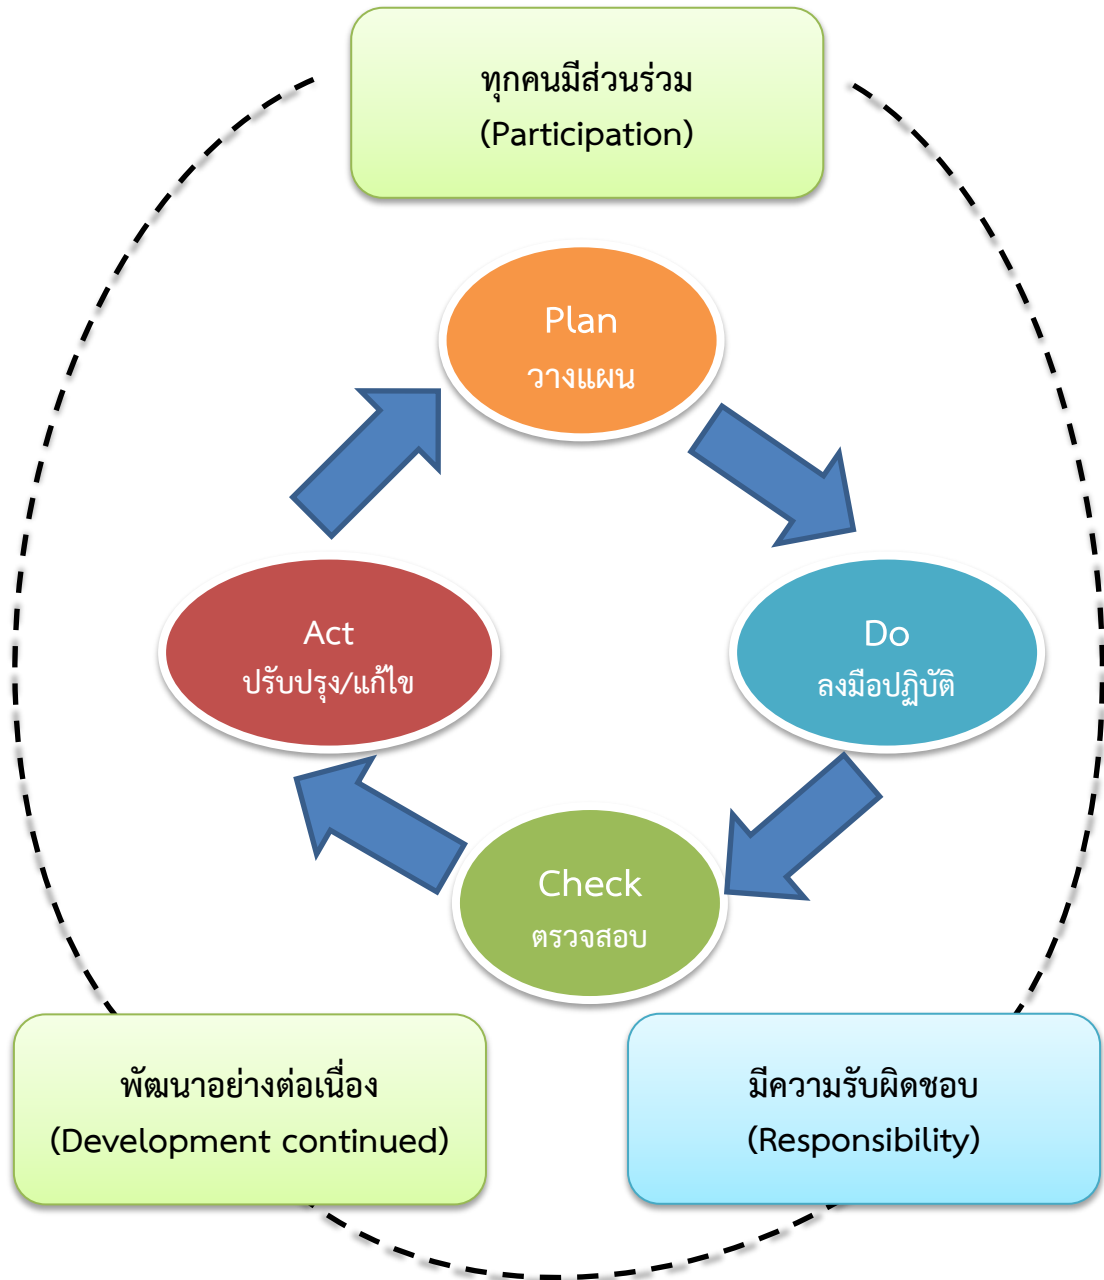 ทุกคนมีส่วนร่วม
(Participation)
Plan
วางแผน
Act
ปรับปรุง/แก้ไข
Do
ลงมือปฏิบัติ
Check
ตรวจสอบ
พัฒนาอย่างต่อเนื่อง
(Development continued)
มีความรับผิดชอบ
(Responsibility)